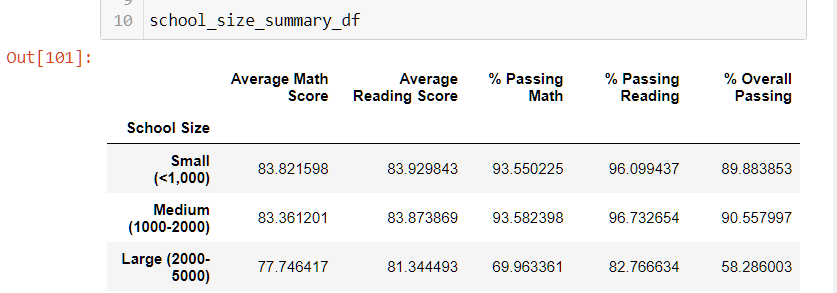 9
10 school_size_summary_df
Out[101]:
Average Math Score Average Reading Score % Passing Math % Passing Reading % Overall Passing
School Size
Small (<1,000) 83.821598 83.929843 93.550225 96.099437 89.883853
Medium (1000-2000) 83.361201 83.873869 93.582398 96.732654 90.557997
Large (2000-5000) 77.746417 81.344493 69.963361 82.766634 58.286003